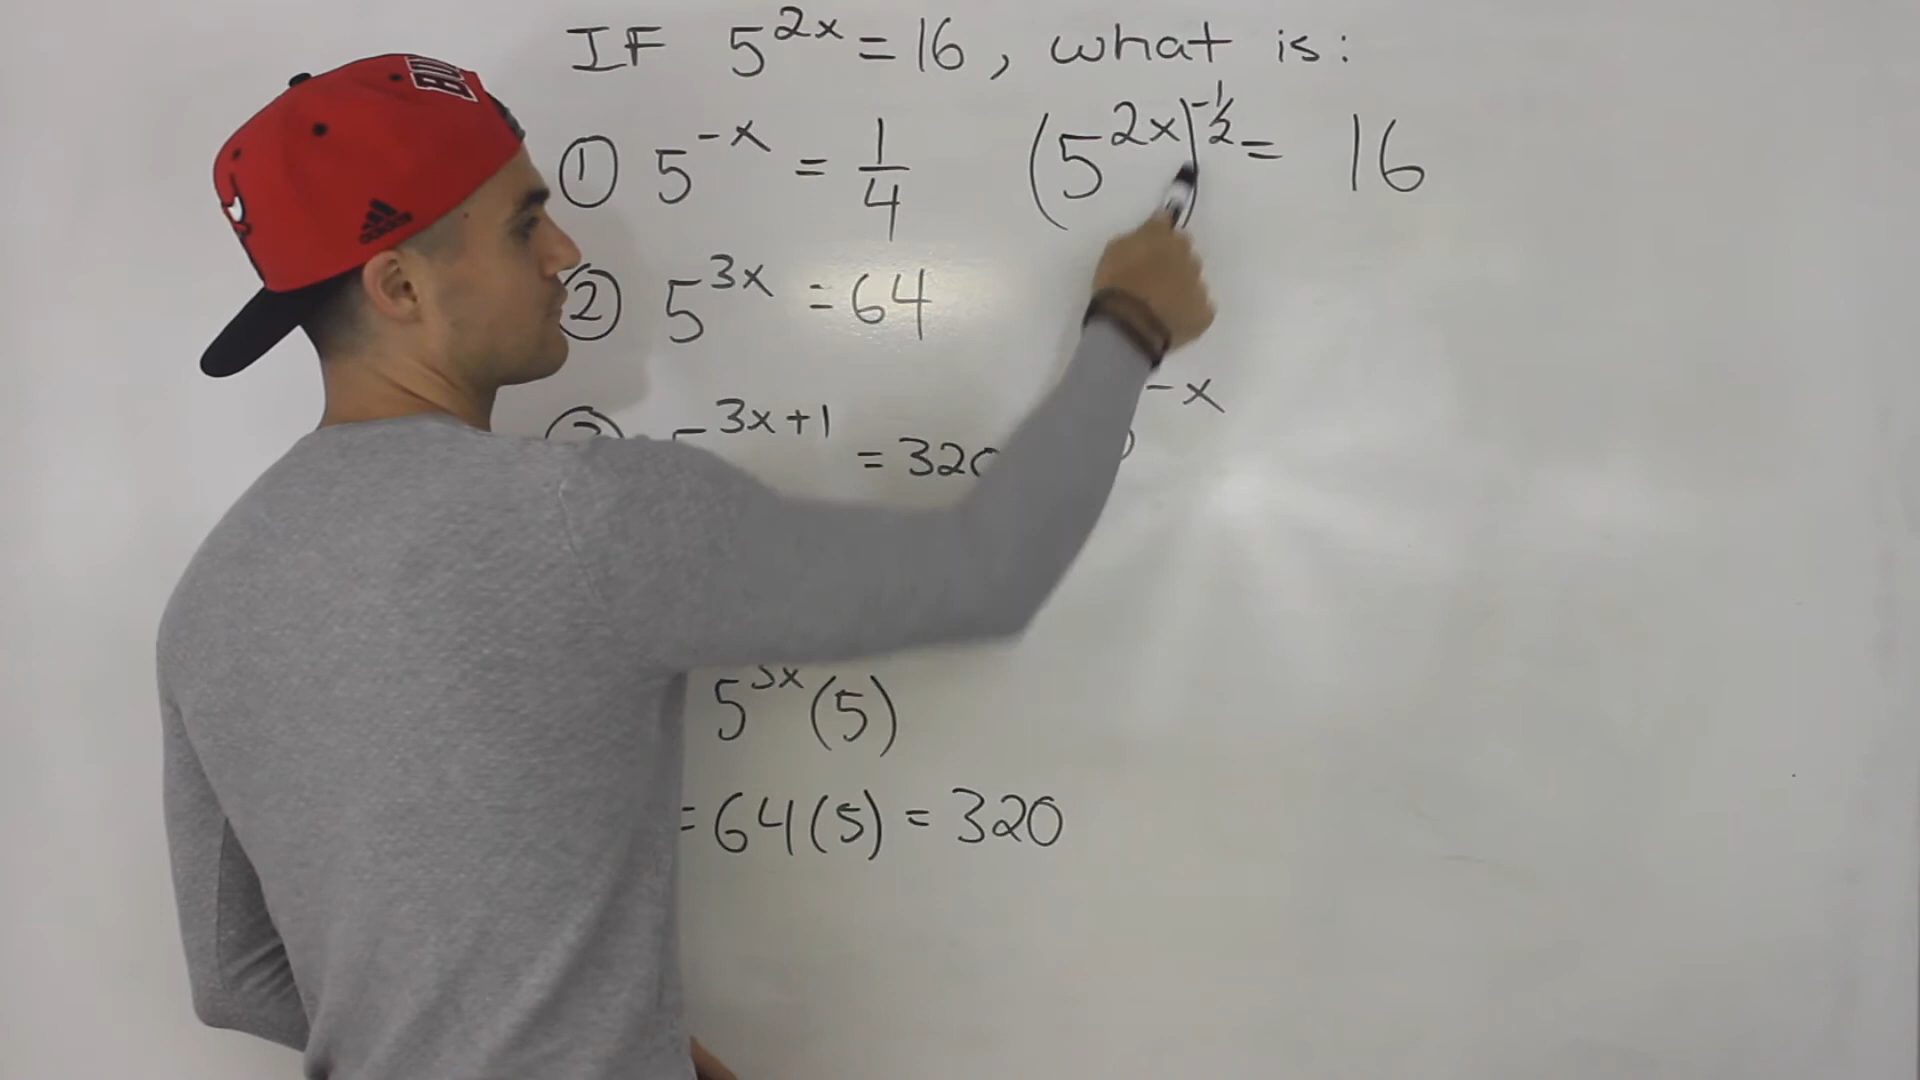 IF 5^2x = 16, what is:
① 5^-x = 1/4
(5^2x)^-1/2 = 16
② 5^3x = 64
3x+1 = 320
-x
5^3x (5)
= 64(5) = 320